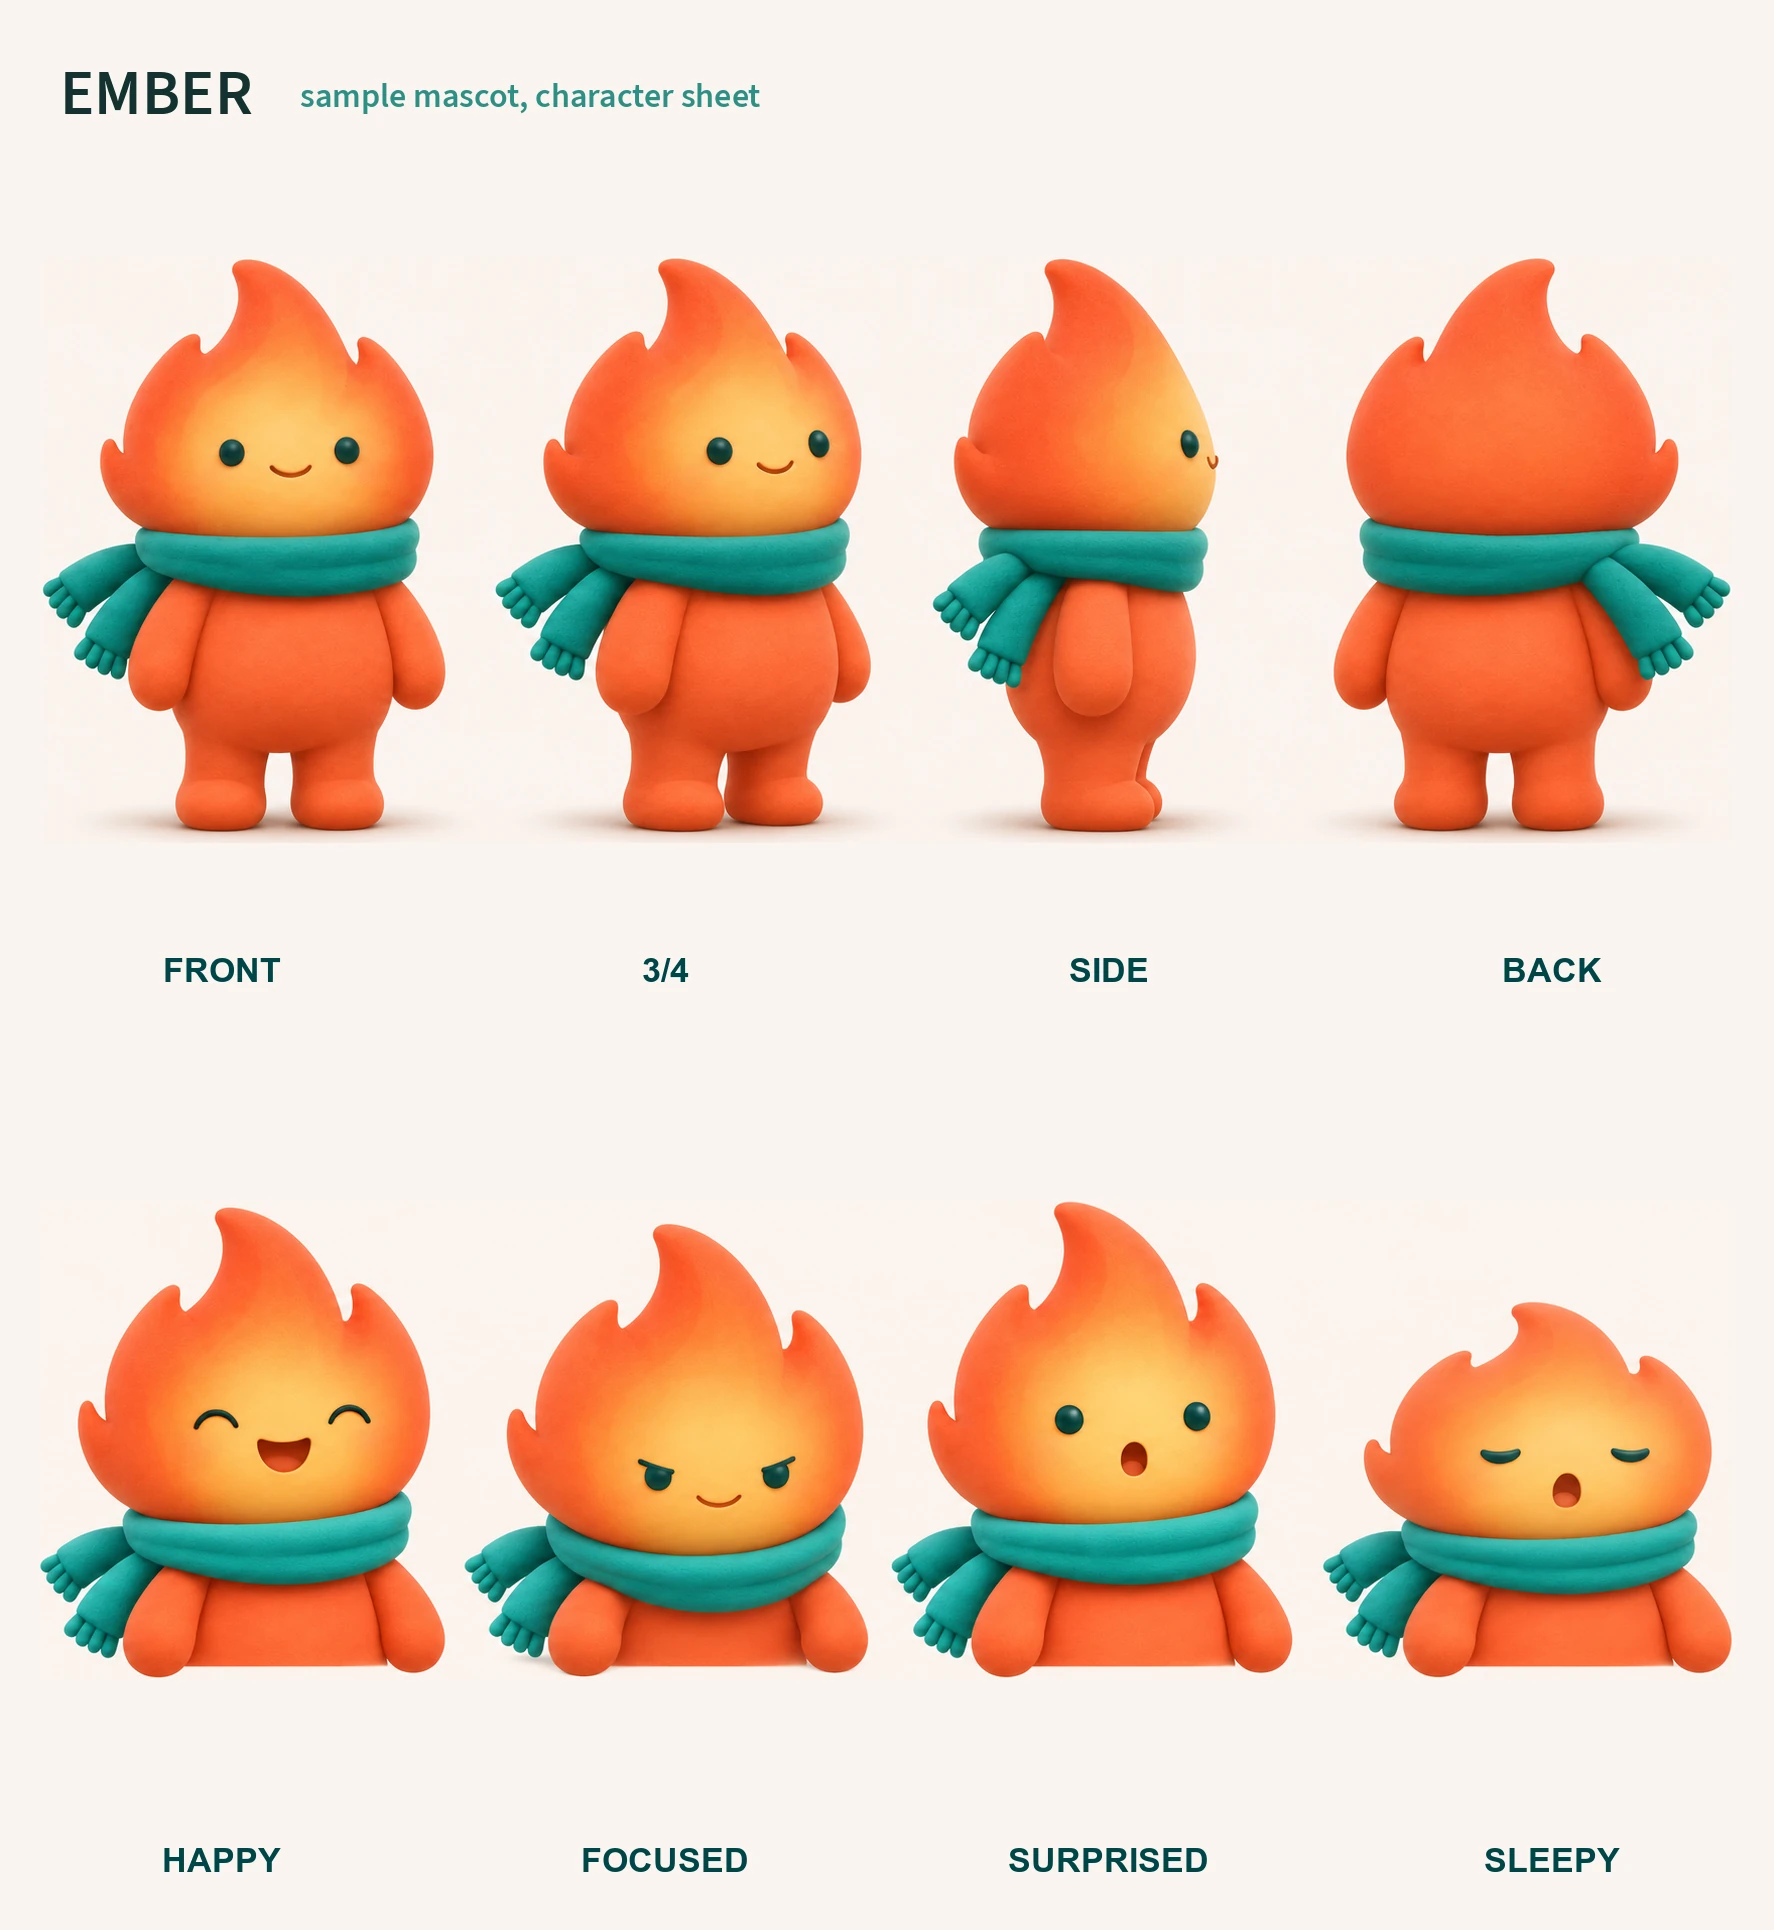 EMBER sample mascot, character sheet
FRONT 3/4 SIDE BACK
HAPPY FOCUSED SURPRISED SLEEPY